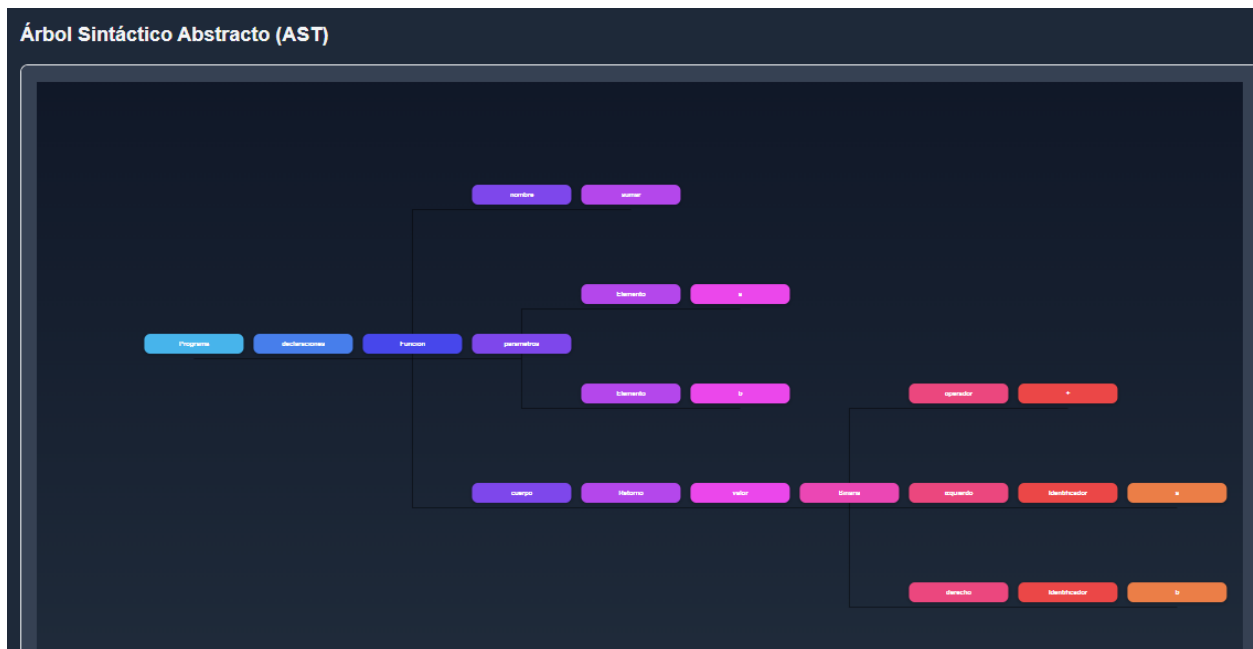 Árbol Sintáctico Abstracto (AST)
nombre sumar
Elemento a
Programa declaraciones Funcion parametros
Elemento b
operador +
cuerpo Retorno valor Binaria izquierdo Identificador a
derecho Identificador b